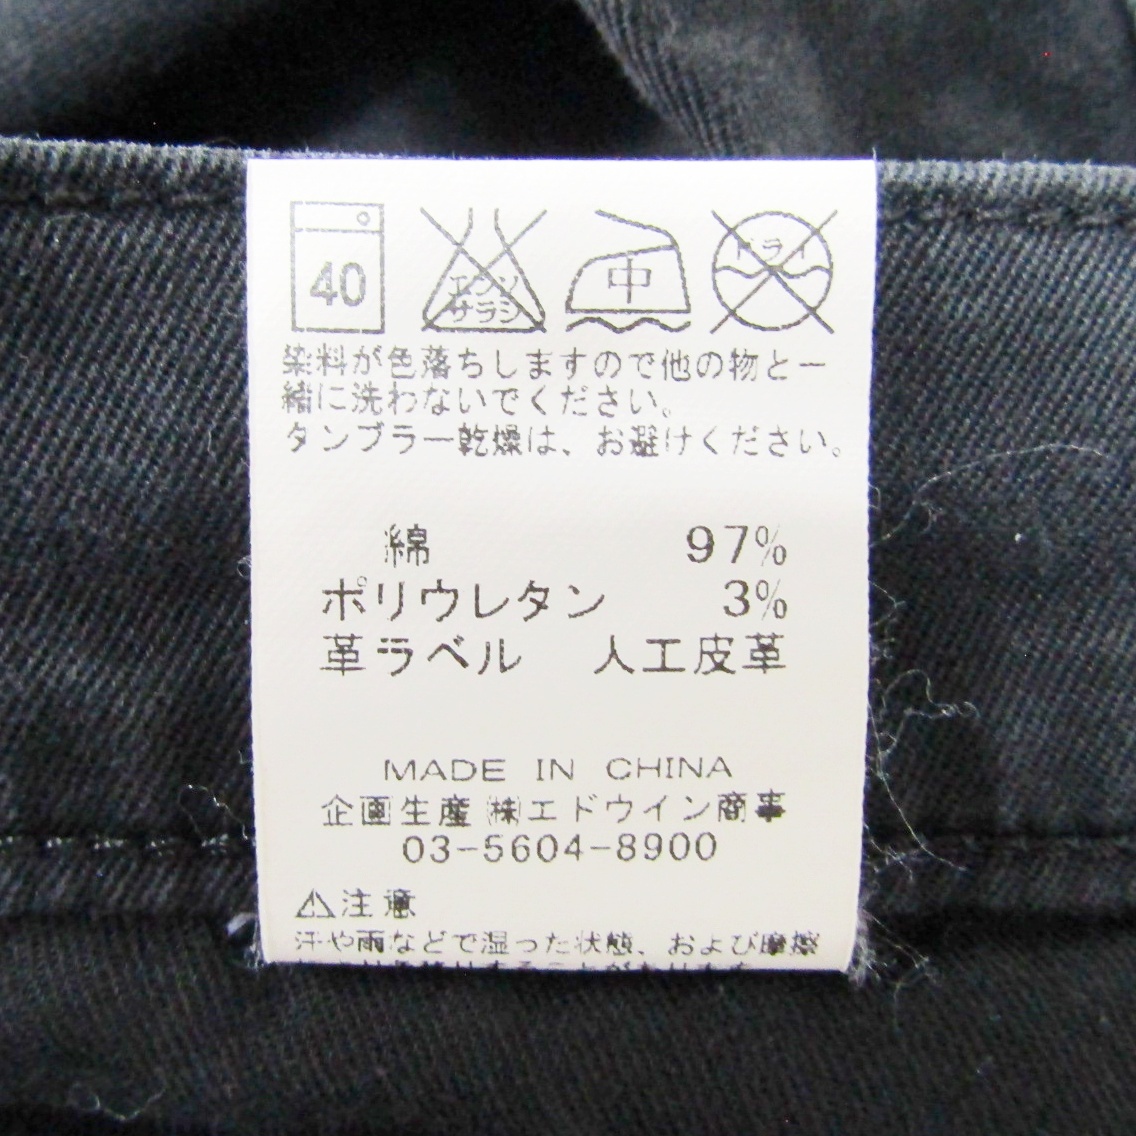 40 エンソ 中 ドライ
サラシ
染料が色落ちしますので他の物と一
緒に洗わないでください。
タンブラー乾燥は、お避けください。
綿 97%
ポリウレタン 3%
革ラベル 人工皮革
MADE IN CHINA
企画生産 ㈱エドウイン商事
03-5604-8900
⚠注意
汗や雨などで湿った状態、および摩擦